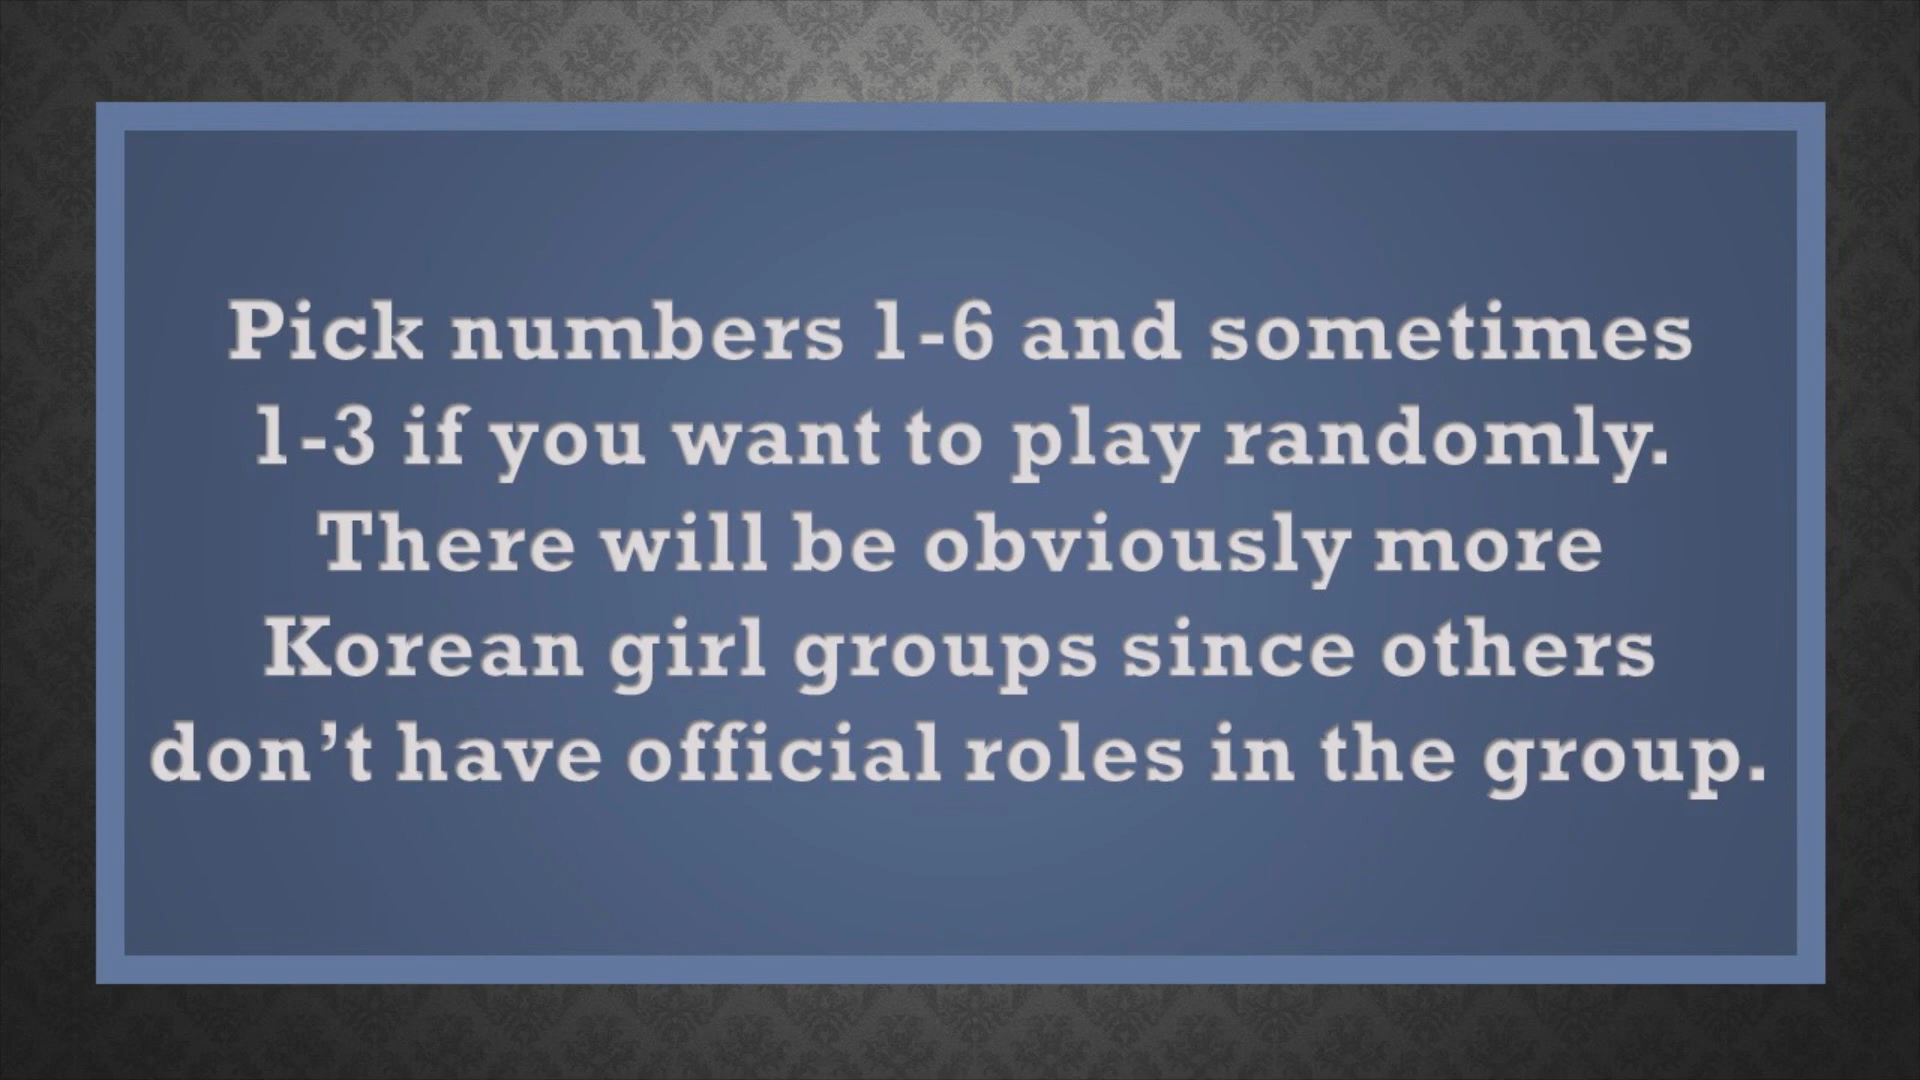 Pick numbers 1-6 and sometimes
1-3 if you want to play randomly.
There will be obviously more
Korean girl groups since others
don’t have official roles in the group.